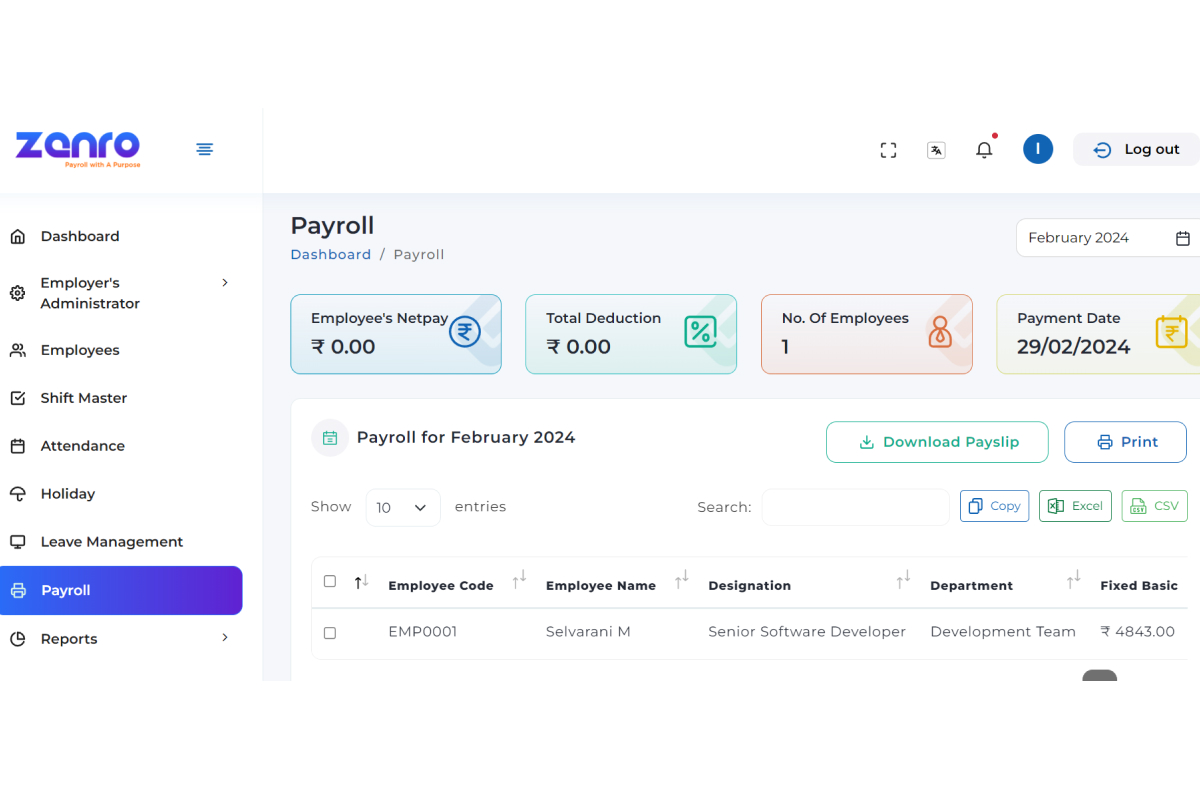 zanro
Payroll with A Purpose
I
Log out
Dashboard
Employer's
Administrator
Employees
Shift Master
Attendance
Holiday
Leave Management
Payroll
Reports
Payroll
Dashboard / Payroll
February 2024
Employee's Netpay
₹ 0.00
Total Deduction
₹ 0.00
No. Of Employees
1
Payment Date
29/02/2024
Payroll for February 2024
Download Payslip
Print
Show 10 entries
Search:
Copy
Excel
CSV
Employee Code Employee Name Designation Department Fixed Basic
EMP0001 Selvarani M Senior Software Developer Development Team ₹ 4843.00